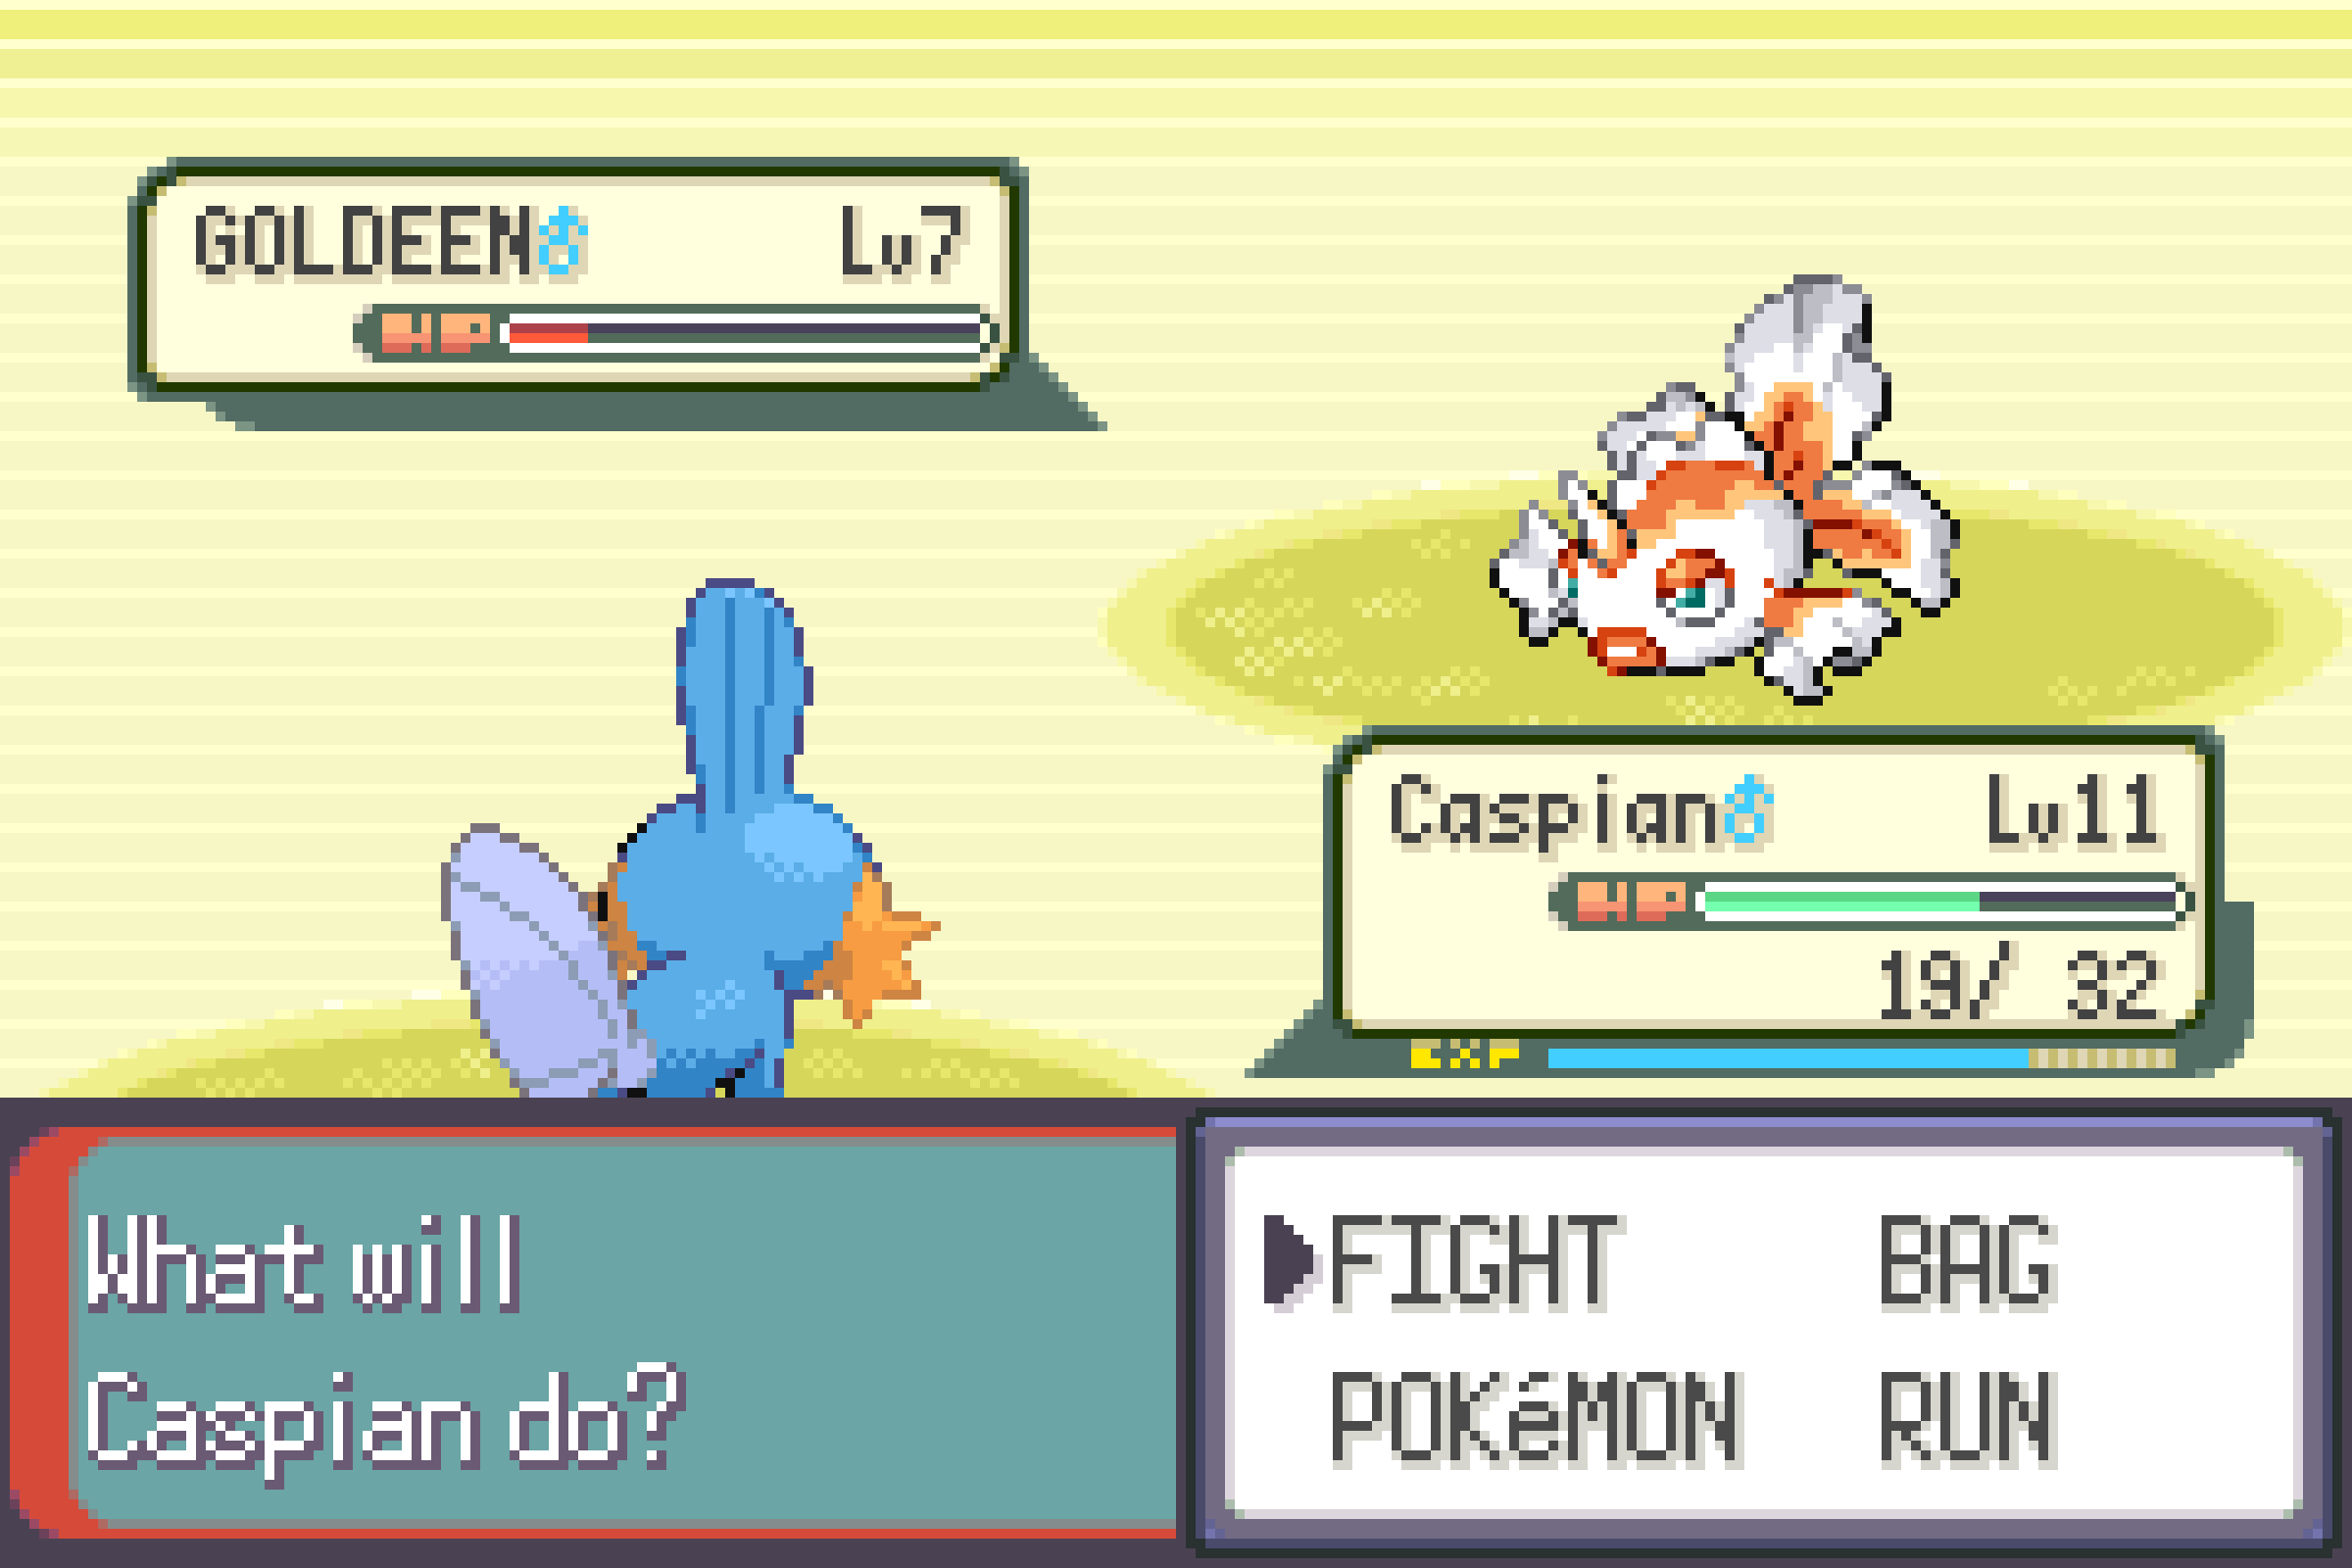 GOLDEEN♂ Lv7
HP
Caspian♂ Lv11
HP
19/ 32
EXP
What will
Caspian do?
FIGHT BAG
POKéMON RUN